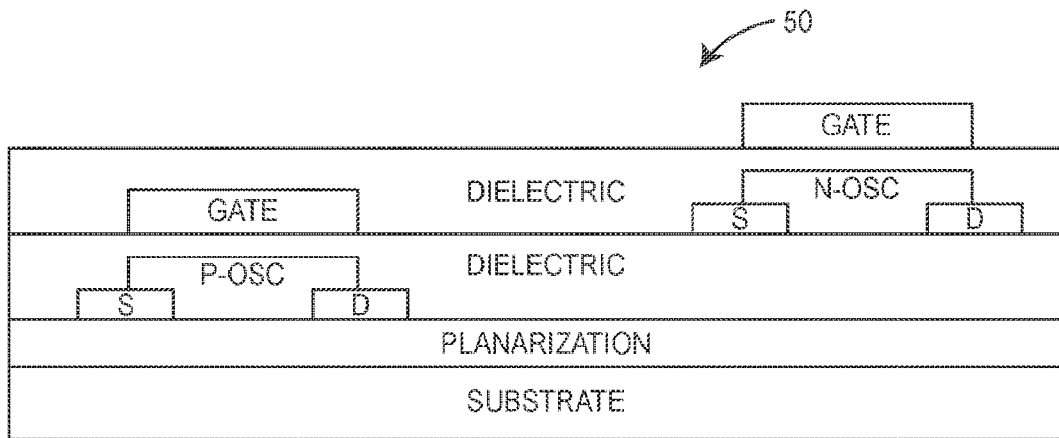 50
GATE
DIELECTRIC
N-OSC
GATE
S
D
DIELECTRIC
P-OSC
S
D
PLANARIZATION
SUBSTRATE